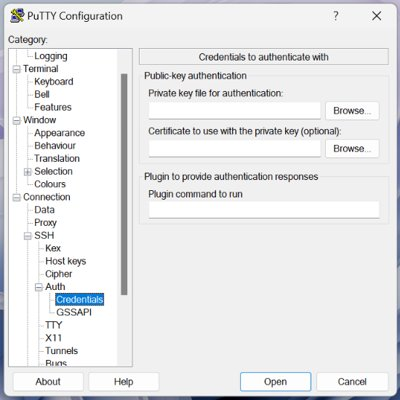 PuTTY Configuration
Category:
Logging
Terminal
Keyboard
Bell
Features
Window
Appearance
Behaviour
Translation
Selection
Colours
Connection
Data
Proxy
SSH
Kex
Host keys
Cipher
Auth
Credentials
GSSAPI
TTY
X11
Tunnels
Bugs
Credentials to authenticate with
Public-key authentication
Private key file for authentication:
Browse...
Certificate to use with the private key (optional):
Browse...
Plugin to provide authentication responses
Plugin command to run
About
Help
Open
Cancel